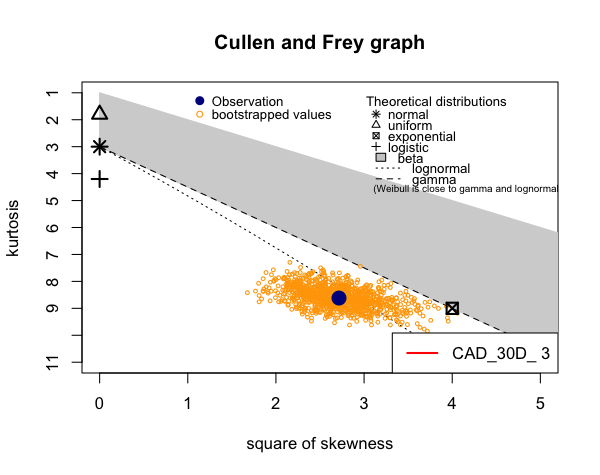 Cullen and Frey graph
Observation
bootstrapped values
Theoretical distributions
normal
uniform
exponential
logistic
beta
lognormal
gamma
(Weibull is close to gamma and lognormal
kurtosis
1
2
3
4
5
6
7
8
9
11
CAD_30D_ 3
0
1
2
3
4
5
square of skewness